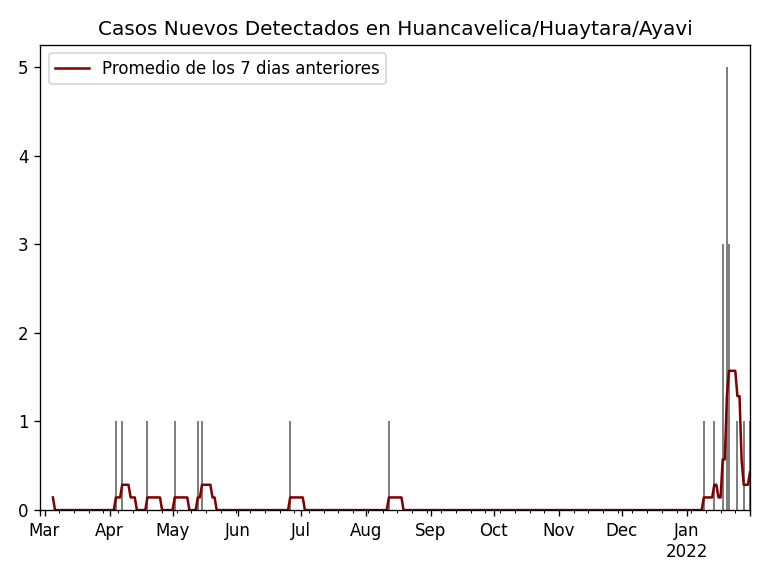 Casos Nuevos Detectados en Huancavelica/Huaytara/Ayavi
Promedio de los 7 dias anteriores
5
4
3
2
1
0
Mar Apr May Jun Jul Aug Sep Oct Nov Dec Jan
2022